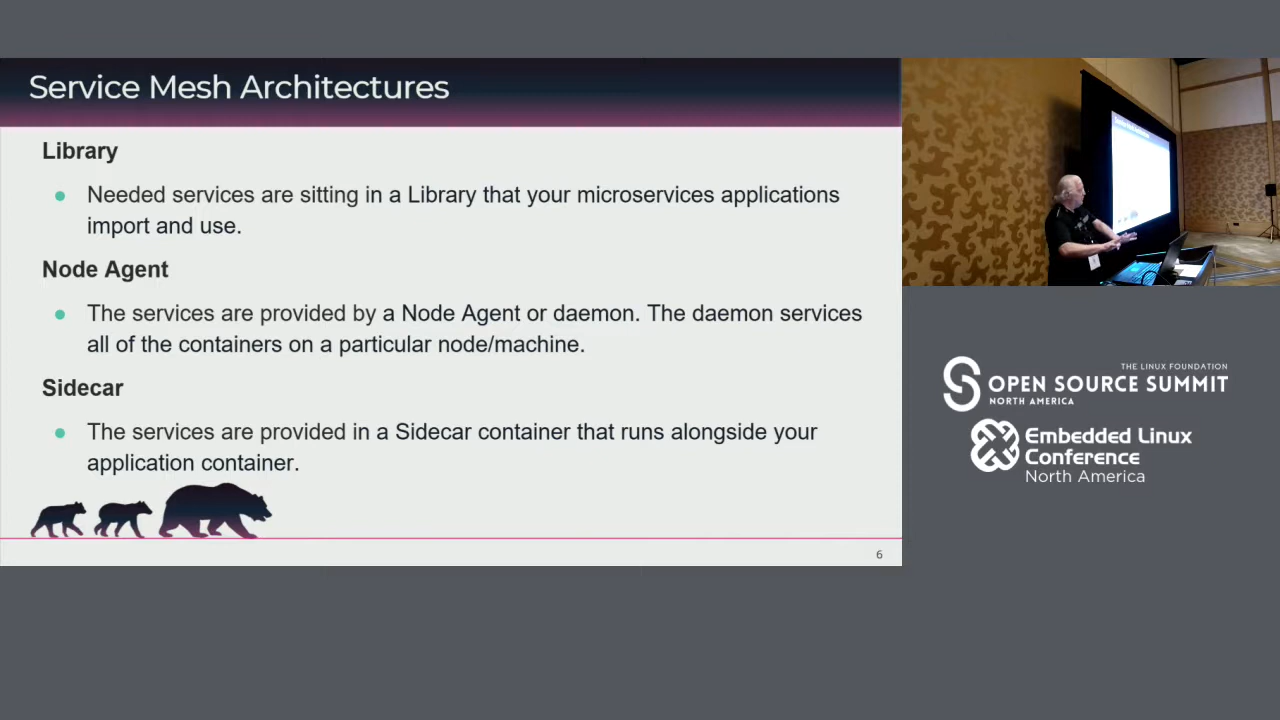 Service Mesh Architectures
Library
Needed services are sitting in a Library that your microservices applications
import and use.
Node Agent
The services are provided by a Node Agent or daemon. The daemon services
all of the containers on a particular node/machine.
Sidecar
The services are provided in a Sidecar container that runs alongside your
application container.
6
THE LINUX FOUNDATION
OPEN SOURCE SUMMIT
NORTH AMERICA
Embedded Linux
Conference
North America